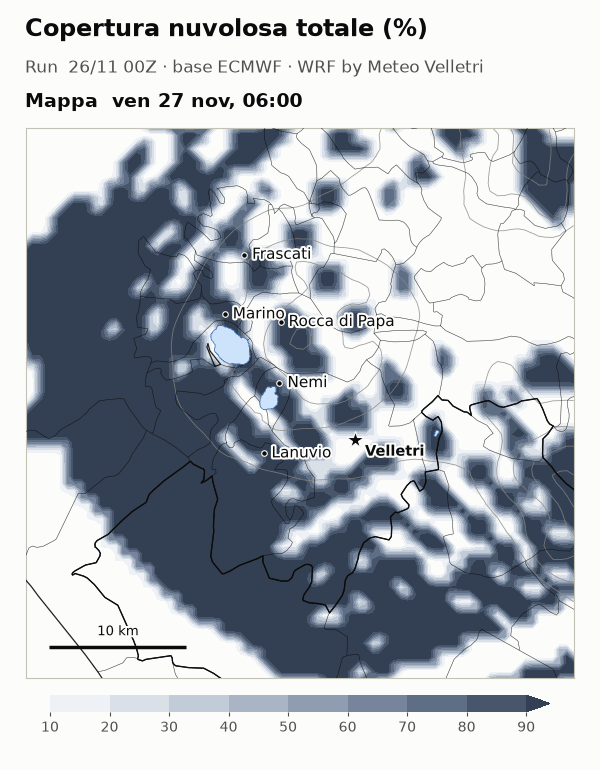 Copertura nuvolosa totale (%)
Run  26/11 00Z · base ECMWF · WRF by Meteo Velletri
Mappa  ven 27 nov, 06:00
Frascati
Marino
Rocca di Papa
Nemi
Velletri
Lanuvio
10 km
10 20 30 40 50 60 70 80 90